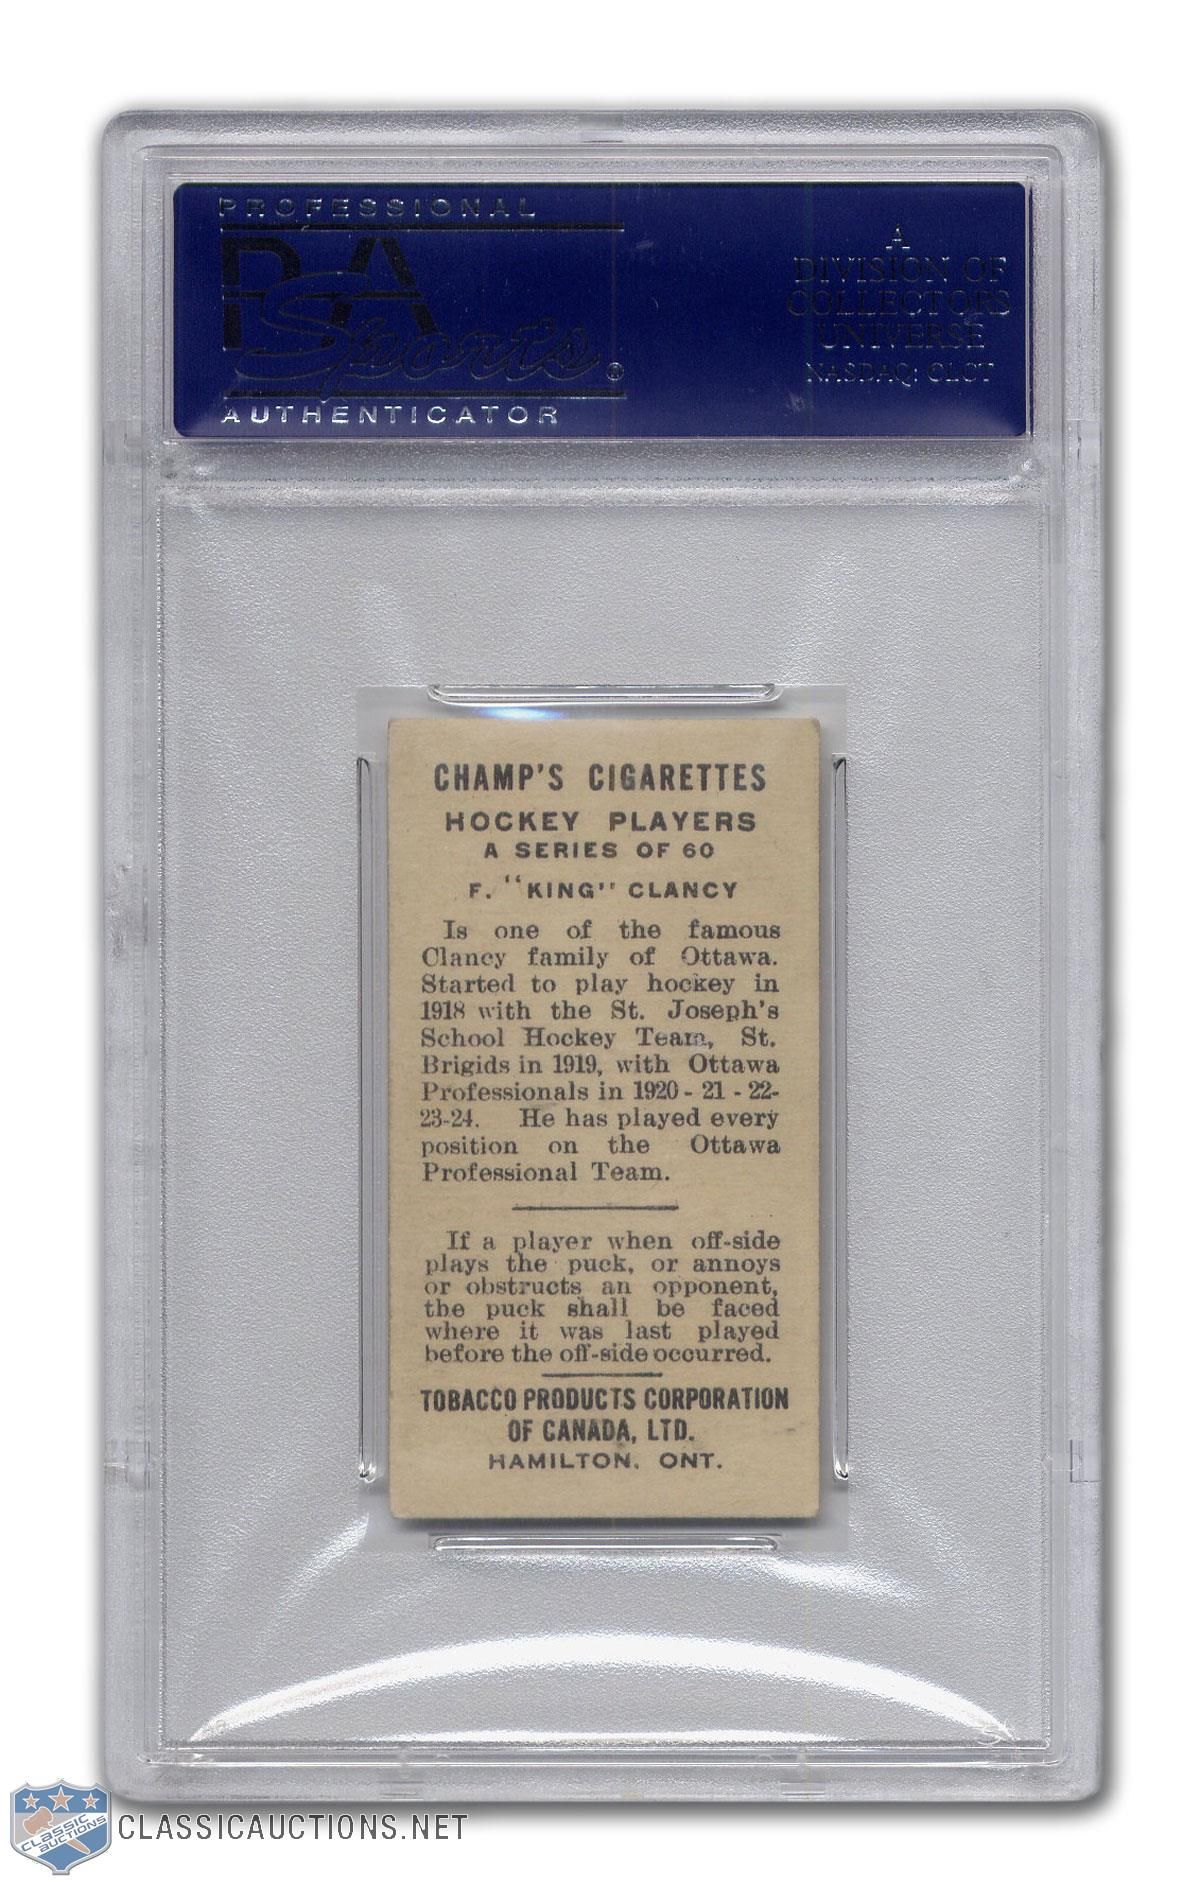 PROFESSIONAL
PSA
Sports®
AUTHENTICATOR
A
DIVISION OF
COLLECTORS
UNIVERSE
NASDAQ: CLCT
CHAMP'S CIGARETTES
HOCKEY PLAYERS
A SERIES OF 60
F. "KING" CLANCY
Is one of the famous
Clancy family of Ottawa.
Started to play hockey in
1918 with the St. Joseph's
School Hockey Team, St.
Brigids in 1919, with Ottawa
Professionals in 1920 - 21 - 22-
23-24. He has played every
position on the Ottawa
Professional Team.
If a player when off-side
plays the puck, or annoys
or obstructs an opponent,
the puck shall be faced
where it was last played
before the off-side occurred.
TOBACCO PRODUCTS CORPORATION
OF CANADA, LTD.
HAMILTON, ONT.
CLASSIC
AUCTIONS
CLASSICAUCTIONS.NET